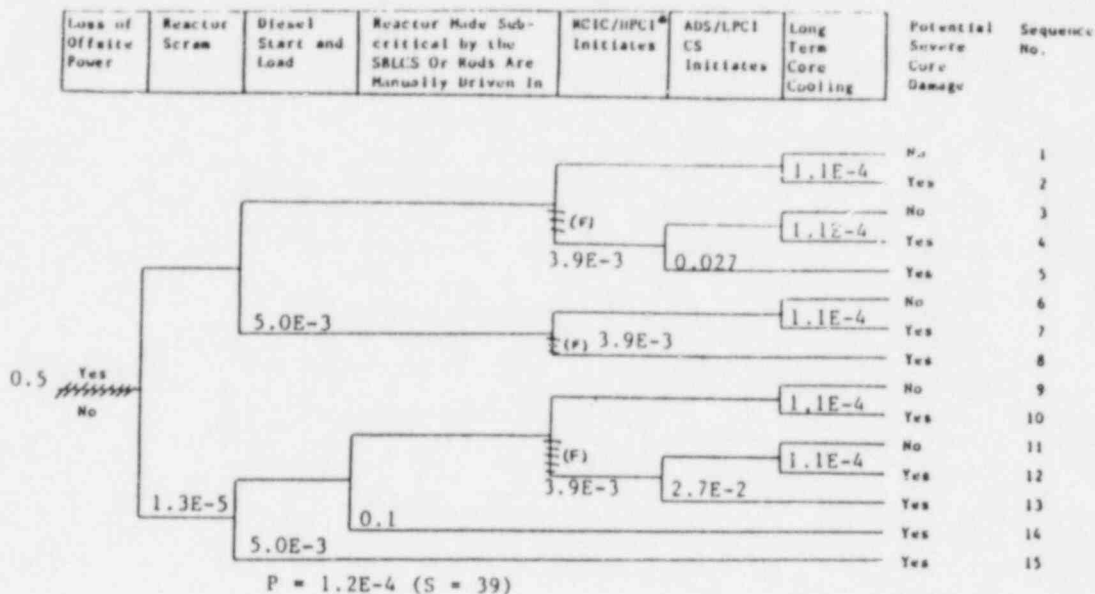 Loss of
Offsite
Power
Reactor
Scram
Diesel
Start and
Load
Reactor Made Sub-
critical by the
SBLCS Or Rods Are
Manually Driven In
RCIC/HPCI*
Initiates
ADS/LPCI
CS
Initiates
Long
Term
Core
Cooling
Potential
Severe
Core
Damage
Sequence
No.
No 1
1.1E-4
Yes 2
No 3
(F)
1.1E-4
Yes 4
3.9E-3 0.027
Yes 5
No 6
5.0E-3
1.1E-4
Yes 7
(F) 3.9E-3
Yes 8
0.5 Yes
No
No 9
1.1E-4
Yes 10
No 11
(F)
1.1E-4
Yes 12
3.9E-3 2.7E-2
Yes 13
1.3E-5
0.1
Yes 14
5.0E-3
Yes 15
P = 1.2E-4 (S = 39)